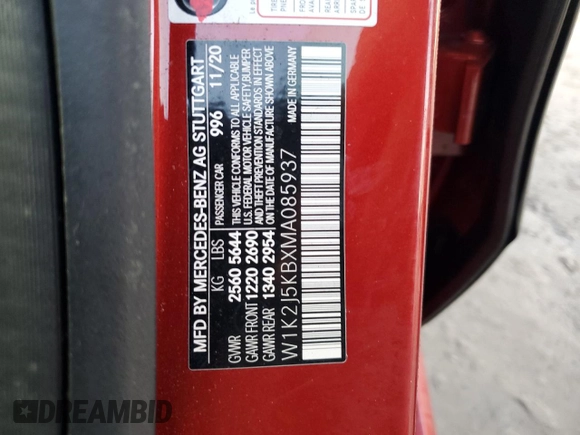 MFD BY MERCEDES-BENZ AG STUTTGART
PASSENGER CAR 996 11/20
KG LBS
GVWR 2560 5644
GAWR FRONT 1220 2690
GAWR REAR 1340 2954
THIS VEHICLE CONFORMS TO ALL APPLICABLE
U.S. FEDERAL MOTOR VEHICLE SAFETY,BUMPER
AND THEFT PREVENTION STANDARDS IN EFFECT
ON THE DATE OF MANUFACTURE SHOWN ABOVE
MADE IN GERMANY
W1K2J5KBXMA085937
DREAMBID